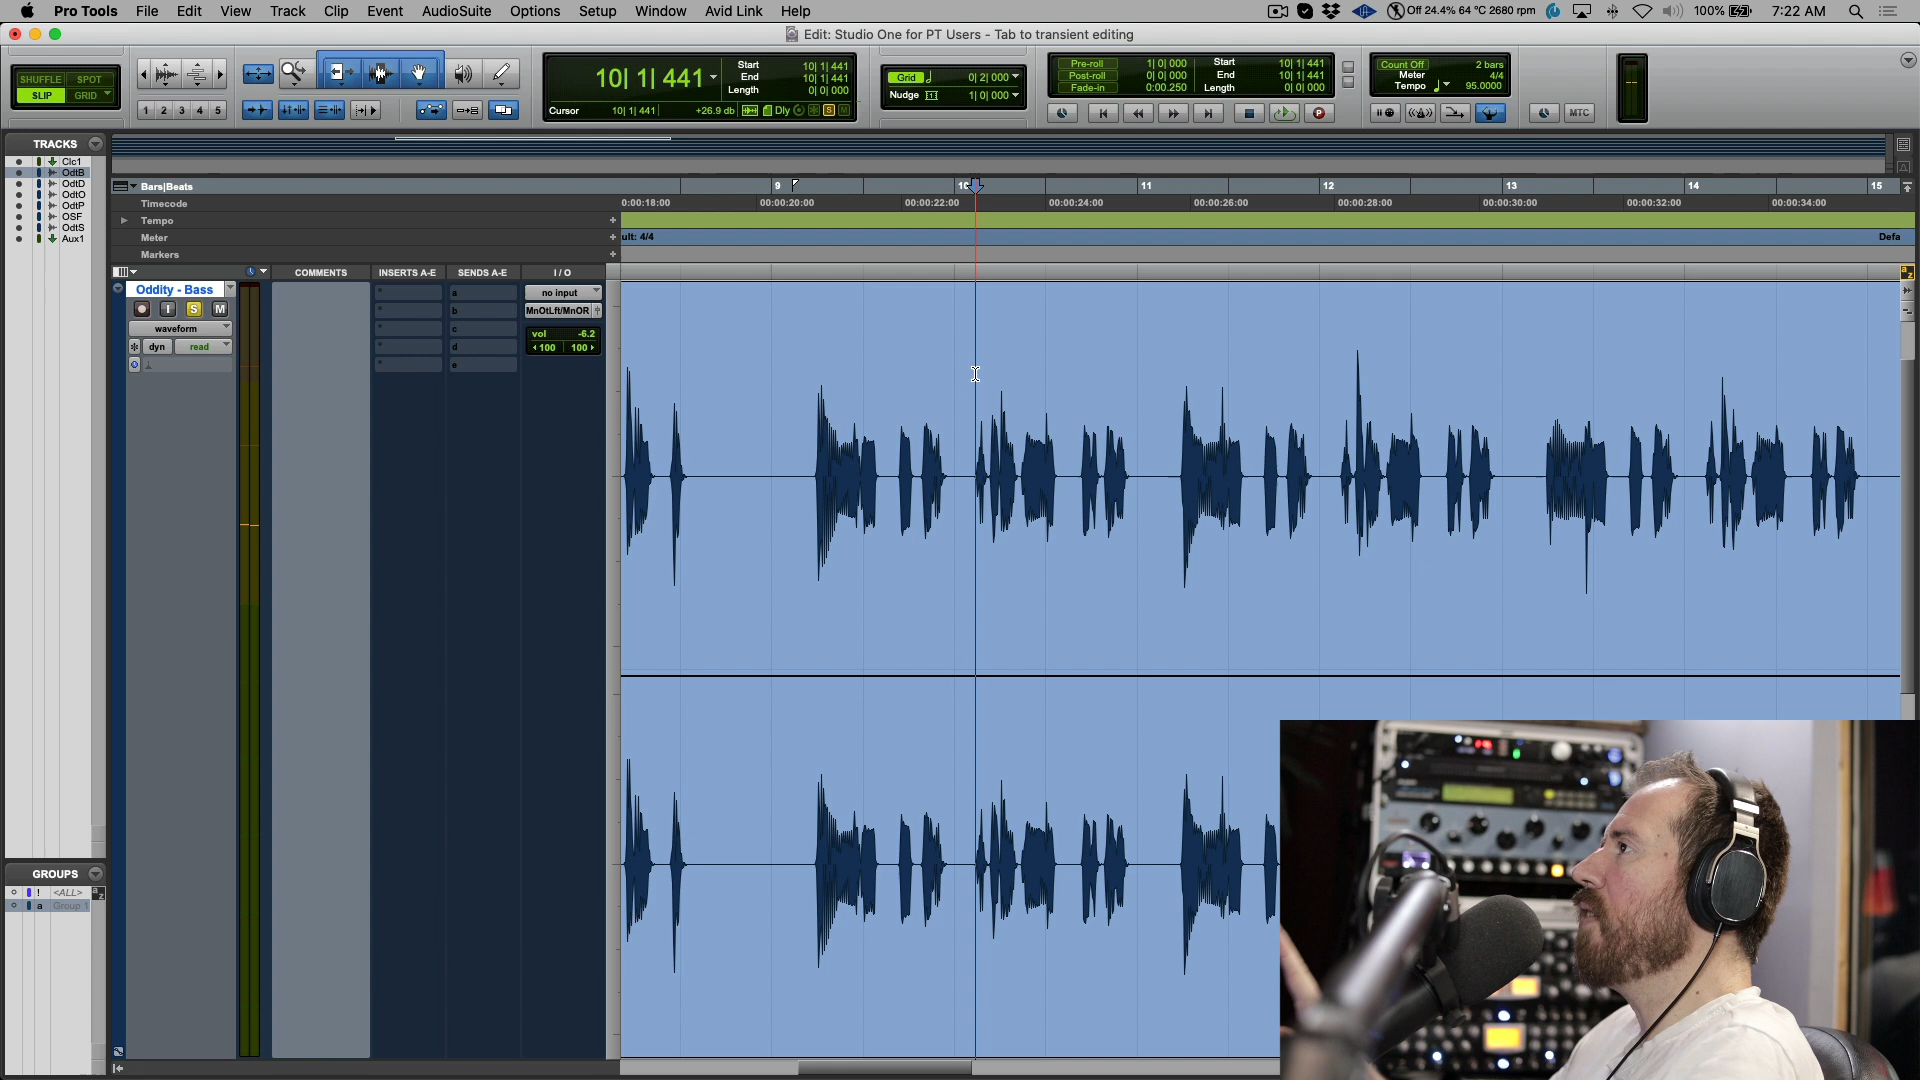 Pro Tools File Edit View Track Clip Event AudioSuite Options Setup Window Avid Link Help Off 24.4% 64 °C 2680 rpm 100% 7:22 AM
Edit: Studio One for PT Users - Tab to transient editing
SHUFFLE SPOT
SLIP GRID
1 2 3 4 5
10| 1| 441
Start 10| 1| 441
End 10| 1| 441
Length 0| 0| 000
Cursor 10| 1| 441 +26.9 db Dly S M
Grid 0| 2| 000
Nudge 1| 0| 000
Pre-roll 1| 0| 000 Start 10| 1| 441
Post-roll 0| 0| 000 End 10| 1| 441
Fade-in 0:00.250 Length 0| 0| 000
Count Off 2 bars
Meter 4/4
Tempo 95.0000
MTC
TRACKS
Clc1
OdtB
OdtD
OdtO
OdtP
OSF
OdtS
Aux1
Bars|Beats 9 10 11 12 13 14 15
Timecode 0:00:18:00 00:00:20:00 00:00:22:00 00:00:24:00 00:00:26:00 00:00:28:00 00:00:30:00 00:00:32:00 00:00:34:00
Tempo +
Meter + ult: 4/4 Defa
Markers +
COMMENTS INSERTS A-E SENDS A-E I / O
Oddity - Bass
I S M
waveform
dyn read
a
b
c
d
e
no input
MnOtLft/MnOR
vol -6.2
100 100
GROUPS
! <ALL>
a Group 1